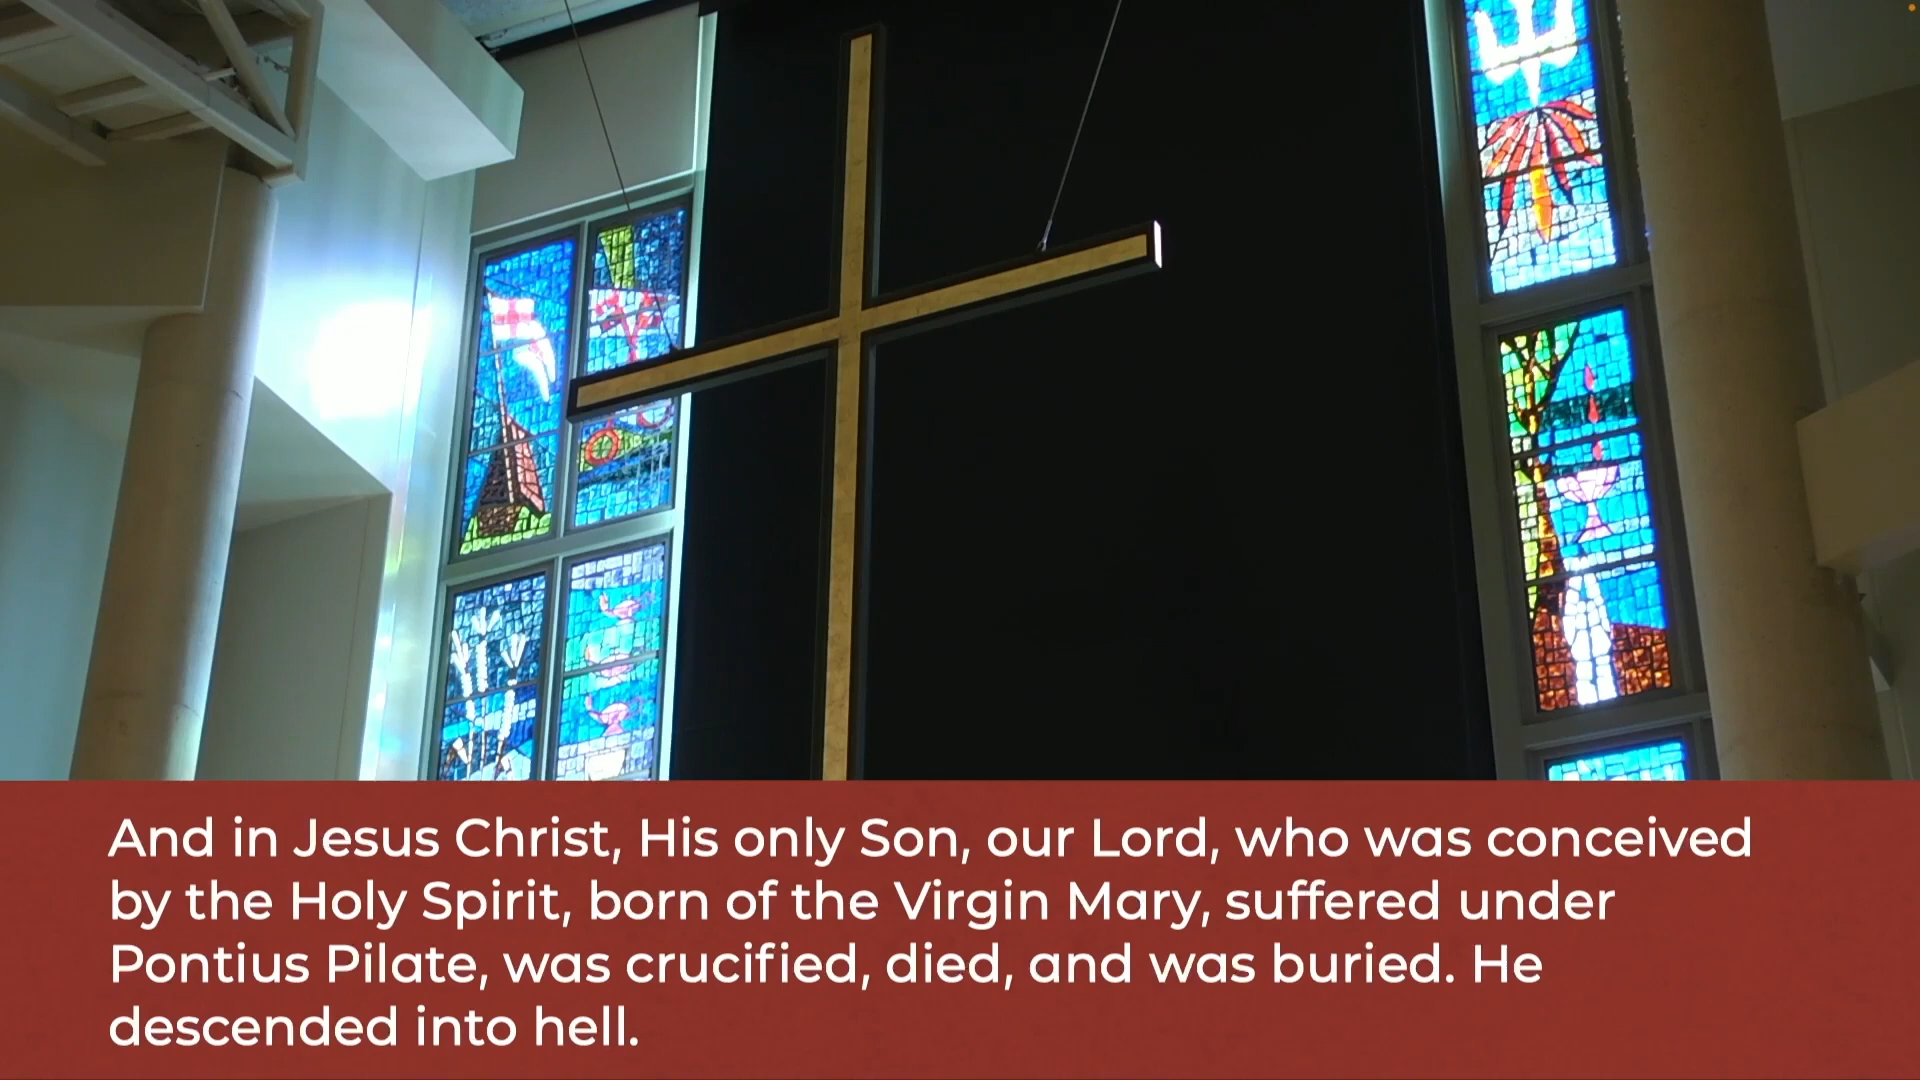 And in Jesus Christ, His only Son, our Lord, who was conceived
by the Holy Spirit, born of the Virgin Mary, suffered under
Pontius Pilate, was crucified, died, and was buried. He
descended into hell.